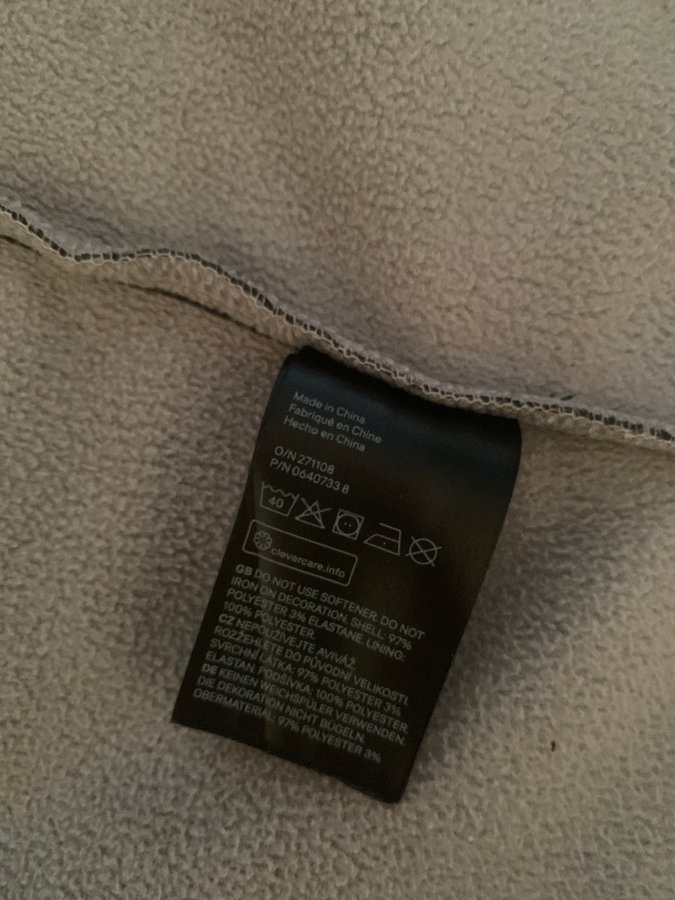 Made in China
Fabriqué en Chine
Hecho en China
O/N 271108
P/N 0640733 8
40
clevercare.info
GB DO NOT USE SOFTENER. DO NOT
IRON ON DECORATION. SHELL: 97%
POLYESTER 3% ELASTANE. LINING:
100% POLYESTER.
CZ NEPOUŽÍVEJTE AVIVÁŽ.
ROZŽEHLETE DO PŮVODNÍ VELIKOSTI.
SVRCHNÍ LÁTKA: 97% POLYESTER 3%
ELASTAN. PODŠÍVKA: 100% POLYESTER.
DE KEINEN WEICHSPÜLER VERWENDEN.
DIE DEKORATION NICHT BÜGELN.
OBERMATERIAL: 97% POLYESTER 3%